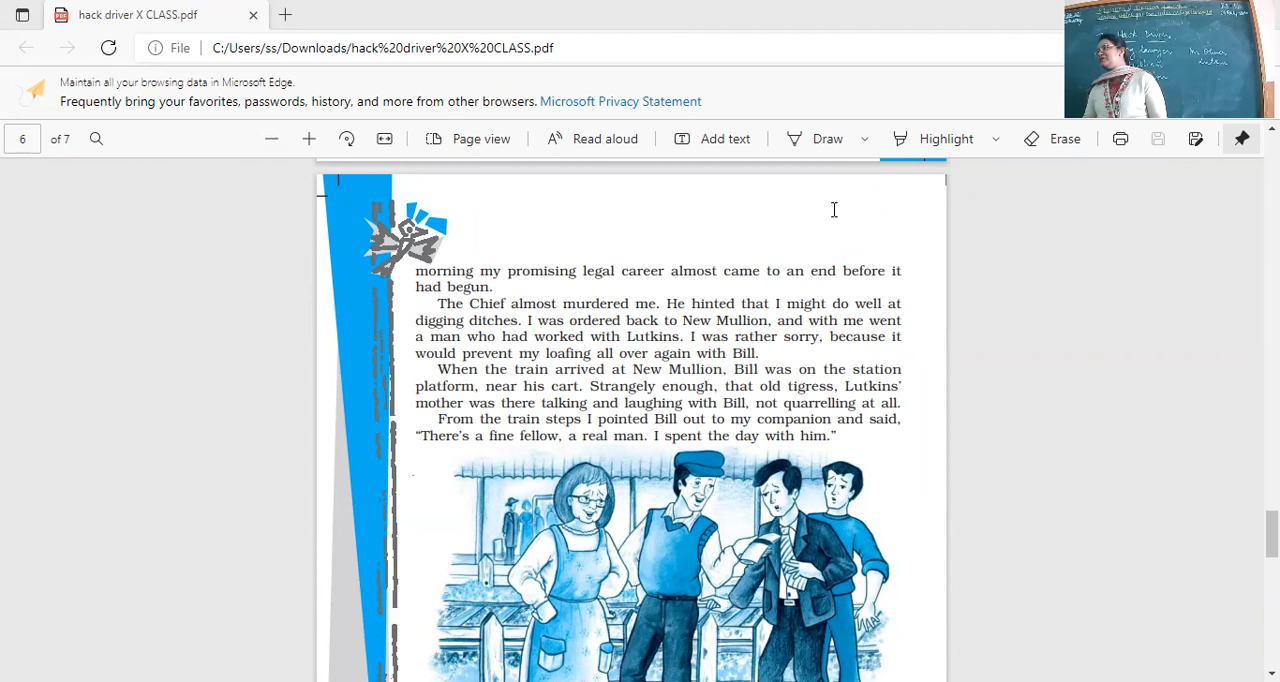 hack driver X CLASS.pdf
File C:/Users/ss/Downloads/hack%20driver%20X%20CLASS.pdf
Maintain all your browsing data in Microsoft Edge.
Frequently bring your favorites, passwords, history, and more from other browsers. Microsoft Privacy Statement
6 of 7 Page view Read aloud Add text Draw Highlight Erase
morning my promising legal career almost came to an end before it
had begun.
The Chief almost murdered me. He hinted that I might do well at
digging ditches. I was ordered back to New Mullion, and with me went
a man who had worked with Lutkins. I was rather sorry, because it
would prevent my loafing all over again with Bill.
When the train arrived at New Mullion, Bill was on the station
platform, near his cart. Strangely enough, that old tigress, Lutkins'
mother was there talking and laughing with Bill, not quarrelling at all.
From the train steps I pointed Bill out to my companion and said,
“There's a fine fellow, a real man. I spent the day with him.”
Hack Driver
lawyer